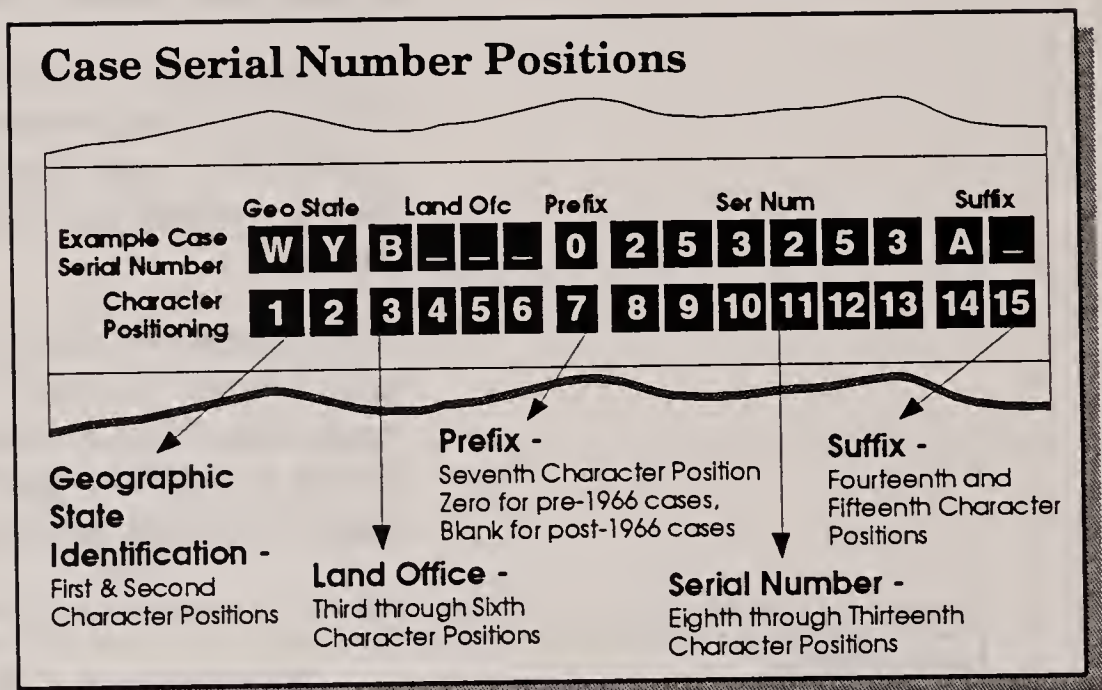 Case Serial Number Positions
Geo State Land Ofc Prefix Ser Num Suffix
Example Case Serial Number W Y B _ _ _ 0 2 5 3 2 5 3 A _
Character Positioning 1 2 3 4 5 6 7 8 9 10 11 12 13 14 15
Geographic
State
Identification -
First & Second
Character Positions
Land Office -
Third through Sixth
Character Positions
Prefix -
Seventh Character Position
Zero for pre-1966 cases,
Blank for post-1966 cases
Serial Number -
Eighth through Thirteenth
Character Positions
Suffix -
Fourteenth and
Fifteenth Character
Positions